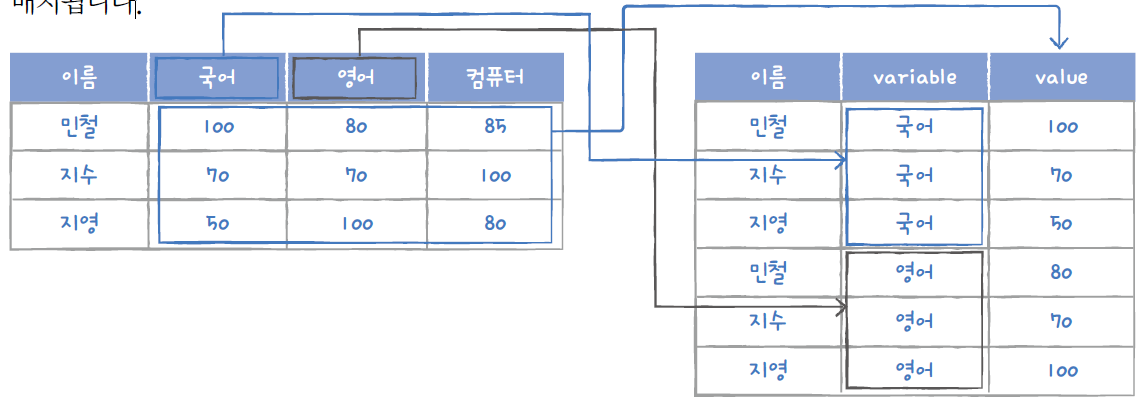 배치됩니다.
이름 국어 영어 컴퓨터
민철 100 80 85
지수 70 70 100
지영 50 100 80
이름 variable value
민철 국어 100
지수 국어 70
지영 국어 50
민철 영어 80
지수 영어 70
지영 영어 100